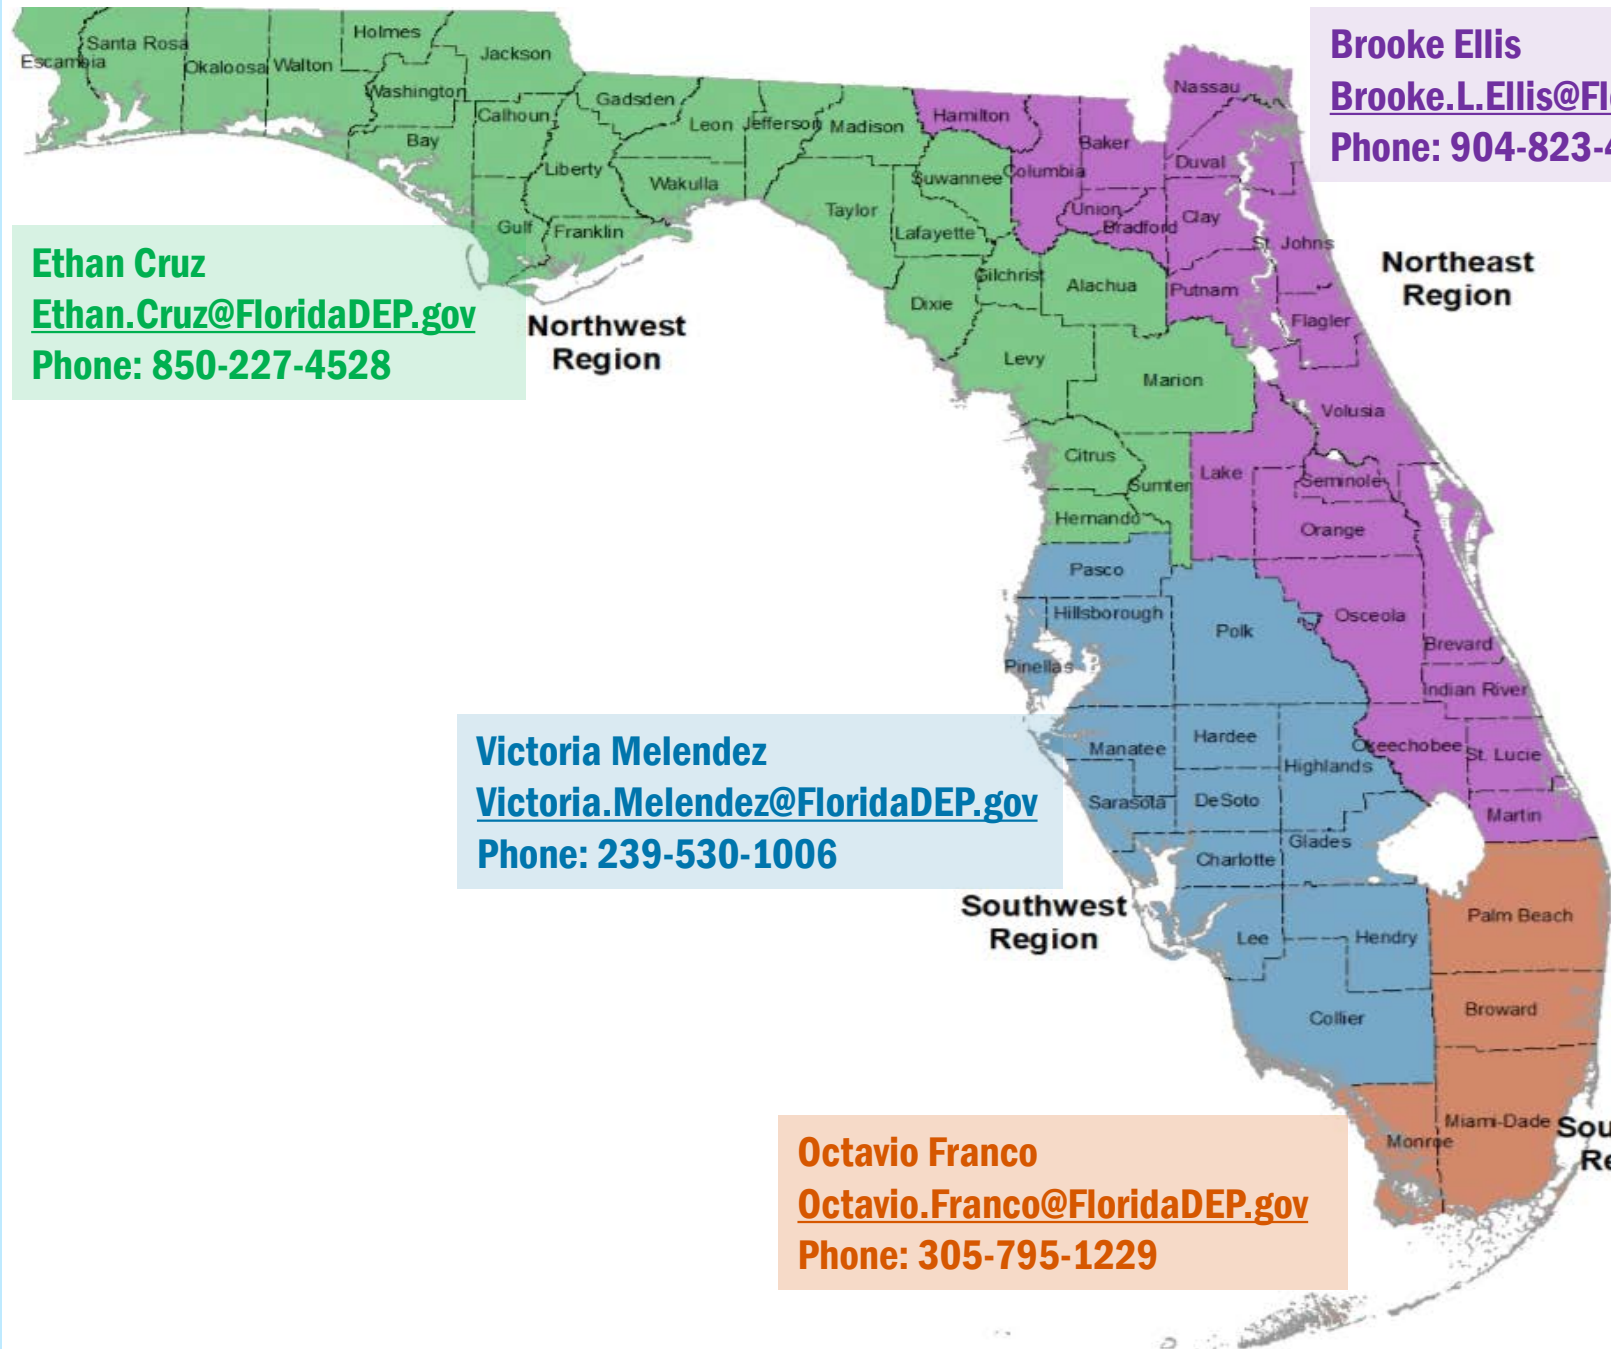 Holmes
Santa Rosa
Jackson
Escambia
Okaloosa
Walton
Washington
Nassau
Gadsden
Calhoun
Leon
Jefferson
Madison
Hamilton
Bay
Baker
Duval
Liberty
Wakulla
Suwannee
Columbia
Taylor
Union
Gulf
Franklin
Lafayette
Bradford
Clay
St. Johns
Gilchrist
Alachua
Putnam
Dixie
Flagler
Levy
Marion
Volusia
Citrus
Sumter
Lake
Seminole
Hernando
Orange
Pasco
Hillsborough
Polk
Osceola
Brevard
Pinellas
Indian River
Manatee
Hardee
Highlands
Okeechobee
St. Lucie
Sarasota
DeSoto
Martin
Charlotte
Glades
Lee
Hendry
Palm Beach
Collier
Broward
Monroe
Miami-Dade
Brooke Ellis
Brooke.L.Ellis@Fl
Phone: 904-823-4
Northeast
Region
Ethan Cruz
Ethan.Cruz@FloridaDEP.gov
Phone: 850-227-4528
Northwest
Region
Victoria Melendez
Victoria.Melendez@FloridaDEP.gov
Phone: 239-530-1006
Southwest
Region
Octavio Franco
Octavio.Franco@FloridaDEP.gov
Phone: 305-795-1229
Sou
Re